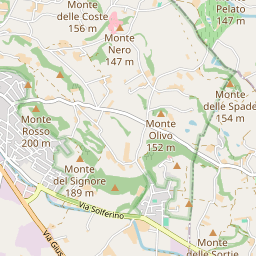 Monte
delle Coste
156 m
Monte
Nero
147 m
Pelato
147 m
Monte
delle Spade
154 m
Monte
Rosso
200 m
Monte
Olivo
152 m
Monte
del Signore
189 m
Via Solferino
Via Gius
Monte
delle Sortie